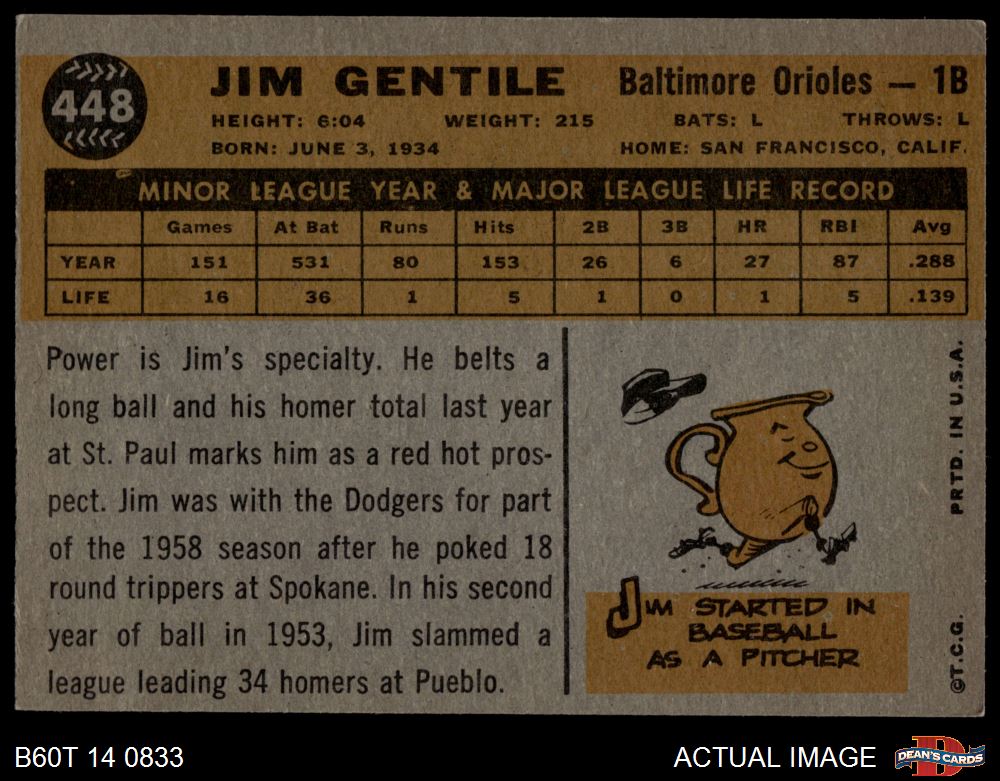 448
JIM GENTILE Baltimore Orioles — 1B
HEIGHT: 6:04 WEIGHT: 215 BATS: L THROWS: L
BORN: JUNE 3, 1934 HOME: SAN FRANCISCO, CALIF.
MINOR LEAGUE YEAR & MAJOR LEAGUE LIFE RECORD
Games At Bat Runs Hits 2B 3B HR RBI Avg
YEAR 151 531 80 153 26 6 27 87 .288
LIFE 16 36 1 5 1 0 1 5 .139
Power is Jim's specialty. He belts a
long ball and his homer total last year
at St. Paul marks him as a red hot pros-
pect. Jim was with the Dodgers for part
of the 1958 season after he poked 18
round trippers at Spokane. In his second
year of ball in 1953, Jim slammed a
league leading 34 homers at Pueblo.
JIM STARTED IN
BASEBALL
AS A PITCHER
©T.C.G. PRTD. IN U.S.A.
B60T 14 0833 ACTUAL IMAGE
DEAN'S CARDS